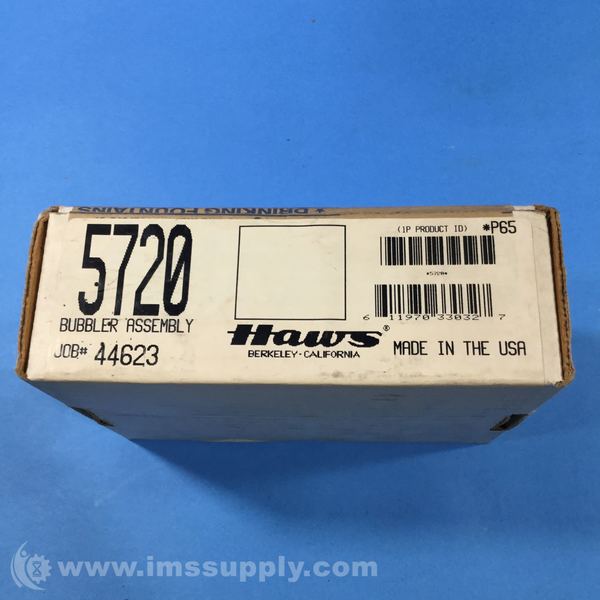 ✦ DRINKING FOUNTAINS
5720
BUBBLER ASSEMBLY
JOB# 44623
Haws®
BERKELEY·CALIFORNIA
(1P PRODUCT ID) *P65
*5720*
6 11970 33032 7
MADE IN THE USA
www.imssupply.com